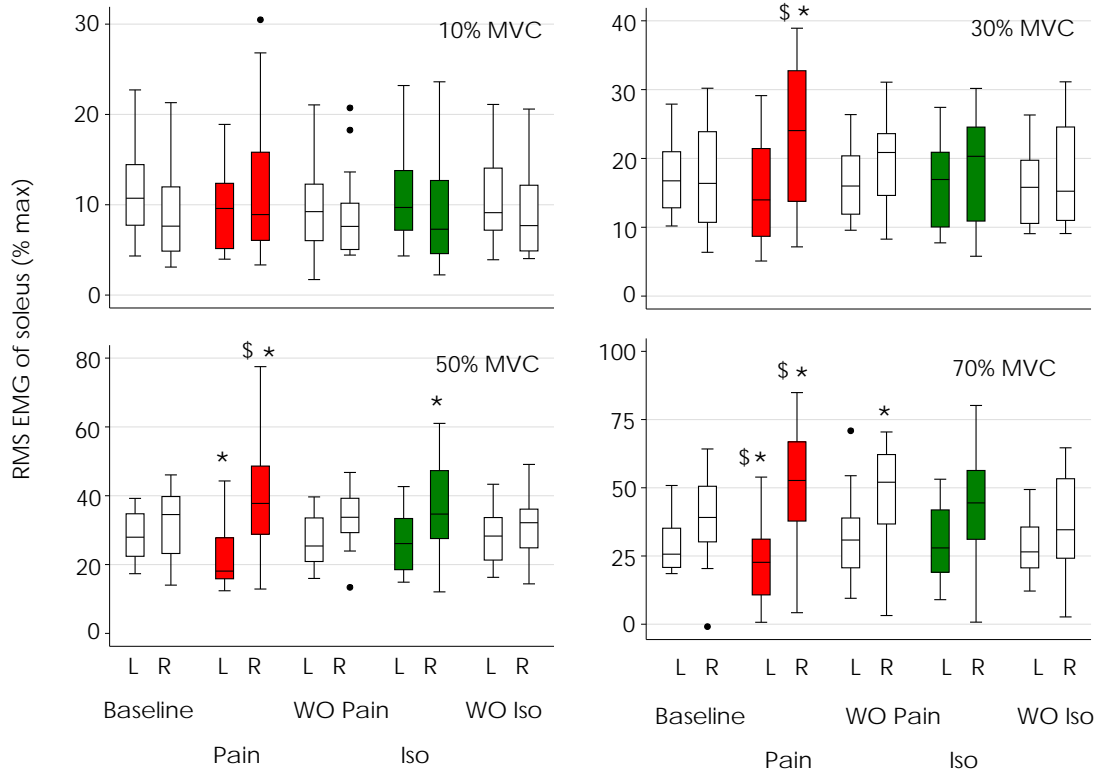 RMS EMG of soleus (% max)
10% MVC
30
20
10
0
30% MVC
$ *
40
30
20
10
0
50% MVC
80
60
40
20
0
*
$ *
*
L R L R L R L R L R
Baseline WO Pain WO Iso
Pain Iso
70% MVC
100
75
50
25
0
$ *
$ *
*
L R L R L R L R L R
Baseline WO Pain WO Iso
Pain Iso